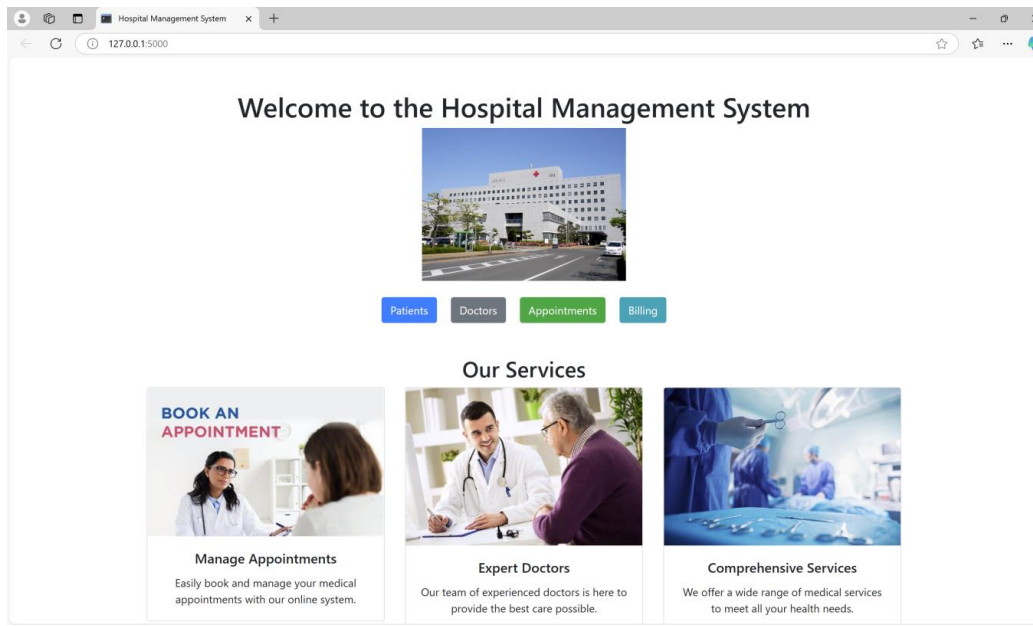 Hospital Management System
127.0.0.1:5000
Welcome to the Hospital Management System
Patients
Doctors
Appointments
Billing
Our Services
BOOK AN
APPOINTMENT
Manage Appointments
Easily book and manage your medical
appointments with our online system.
Expert Doctors
Our team of experienced doctors is here to
provide the best care possible.
Comprehensive Services
We offer a wide range of medical services
to meet all your health needs.